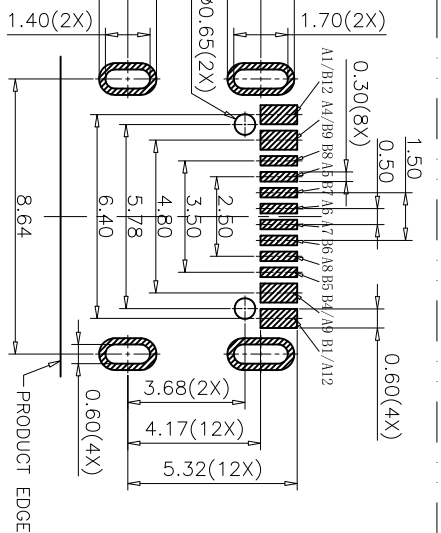 1.40(2X)
Ø0.65(2X)
1.70(2X)
A1/B12
A4/B9
B8
A5
B7
A6
A7
B6
A8
B5
B4/A9
B1/A12
0.30(8X)
0.50
1.50
2.50
3.50
4.80
5.78
6.40
8.64
0.60(4X)
0.60(4X)
3.68(2X)
4.17(12X)
5.32(12X)
PRODUCT EDGE